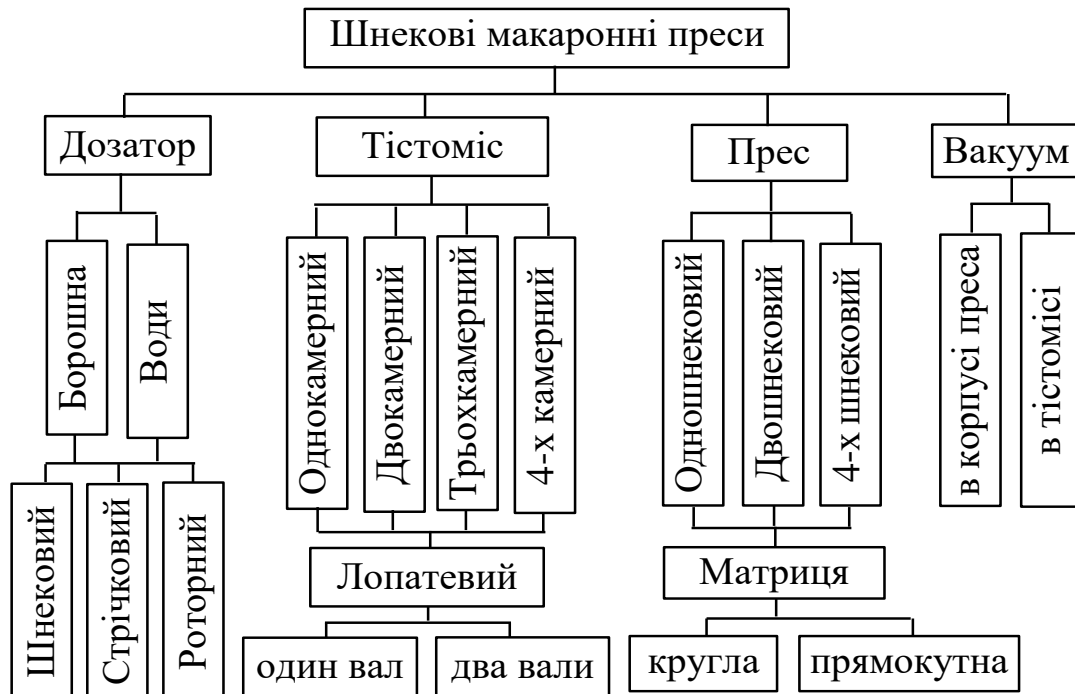 Шнекові макаронні преси
Дозатор
Тістоміс
Прес
Вакуум
Борошна
Води
Однокамерний
Двокамерний
Трьохкамерний
4-х камерний
Одношнековий
Двошнековий
4-х шнековий
в корпусі преса
в тістомісі
Шнековий
Стрічковий
Роторний
Лопатевий
Матриця
один вал
два вали
кругла
прямокутна